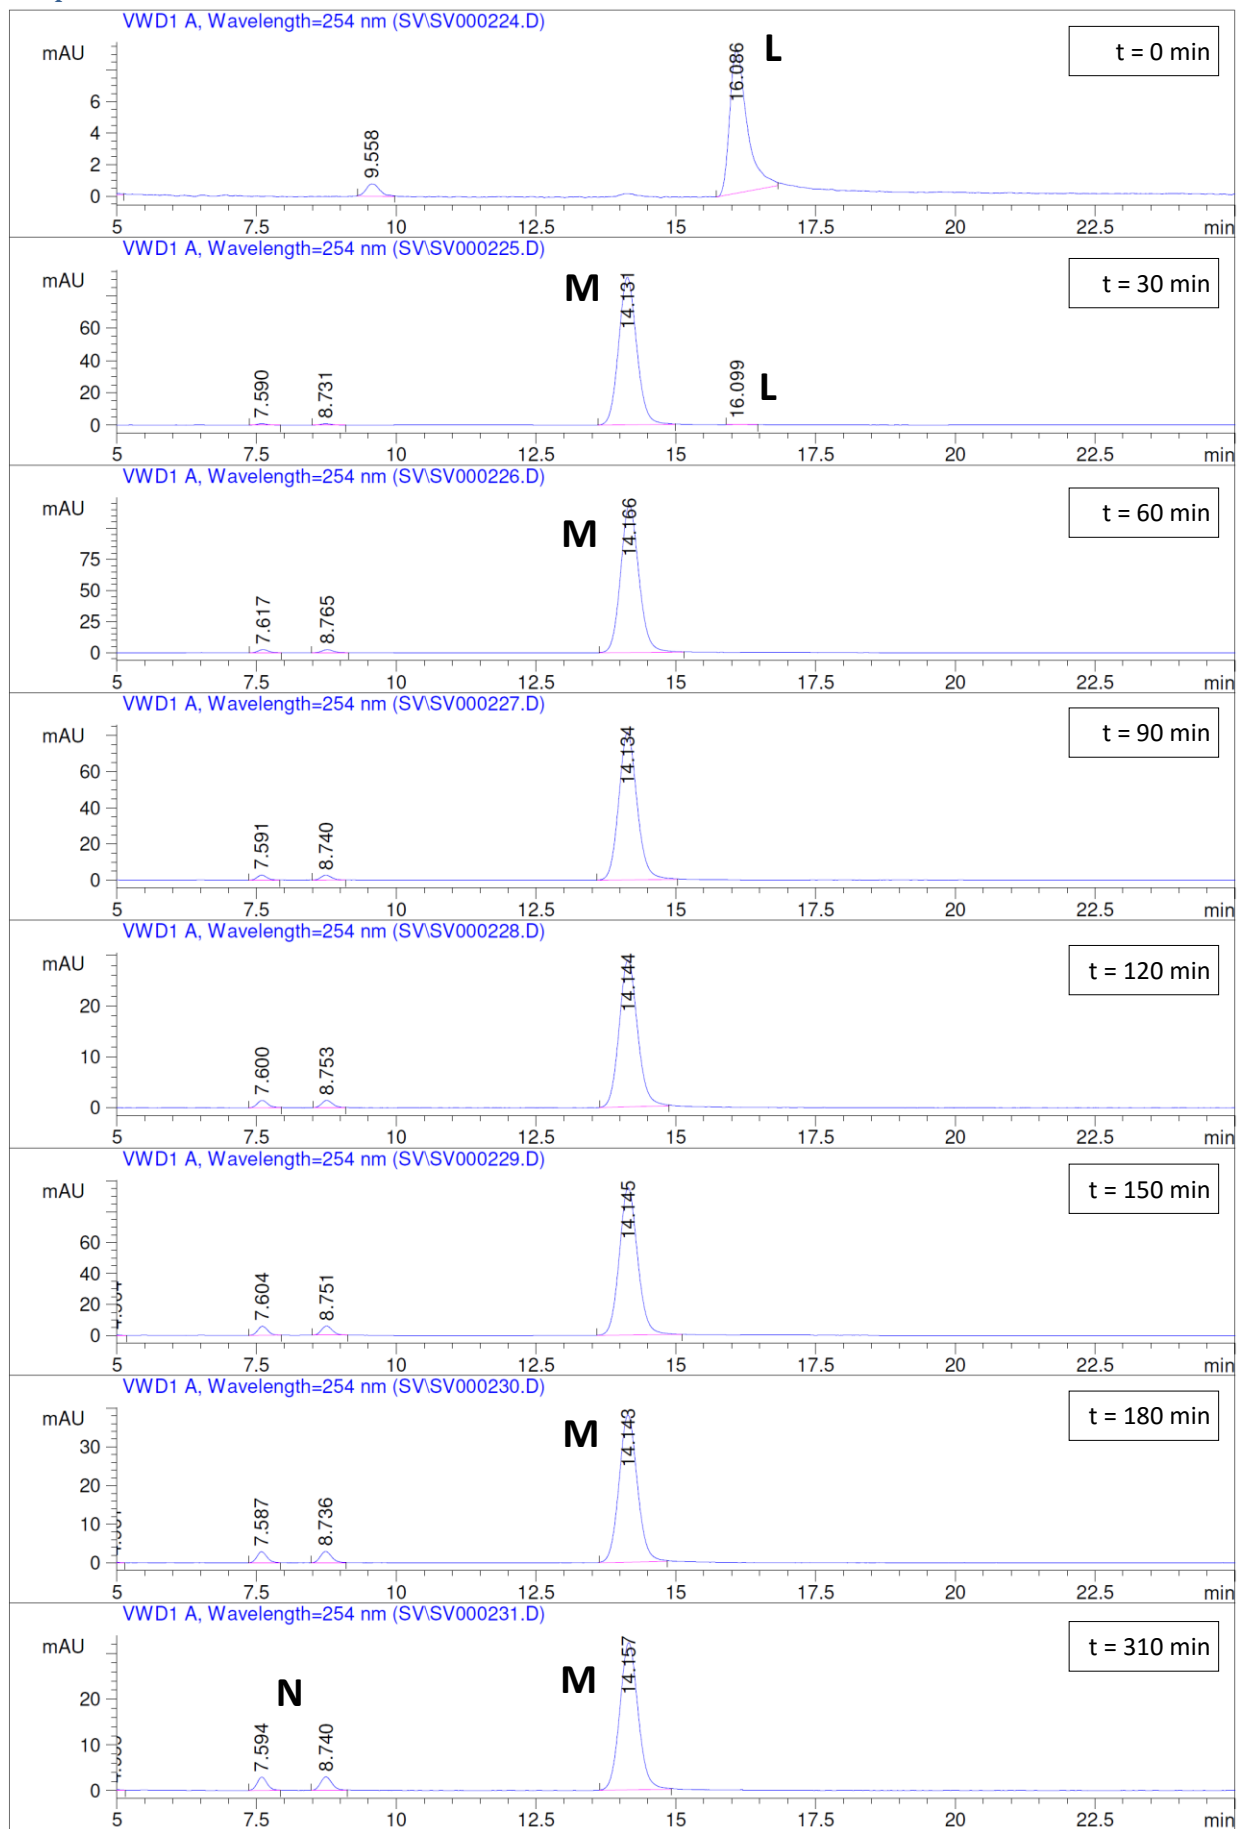 VWD1 A, Wavelength=254 nm (SV\SV000224.D)
mAU
L
t = 0 min
16.086
9.558
6
4
2
0
5 7.5 10 12.5 15 17.5 20 22.5 min
VWD1 A, Wavelength=254 nm (SV\SV000225.D)
mAU
M
t = 30 min
14.131
60
40
20
0
7.590
8.731
16.099
L
5 7.5 10 12.5 15 17.5 20 22.5 min
VWD1 A, Wavelength=254 nm (SV\SV000226.D)
mAU
M
t = 60 min
14.166
75
50
25
0
7.617
8.765
5 7.5 10 12.5 15 17.5 20 22.5 min
VWD1 A, Wavelength=254 nm (SV\SV000227.D)
mAU
t = 90 min
14.134
60
40
20
0
7.591
8.740
5 7.5 10 12.5 15 17.5 20 22.5 min
VWD1 A, Wavelength=254 nm (SV\SV000228.D)
mAU
t = 120 min
14.144
20
10
0
7.600
8.753
5 7.5 10 12.5 15 17.5 20 22.5 min
VWD1 A, Wavelength=254 nm (SV\SV000229.D)
mAU
t = 150 min
14.145
60
40
20
0
7.604
8.751
5 7.5 10 12.5 15 17.5 20 22.5 min
VWD1 A, Wavelength=254 nm (SV\SV000230.D)
mAU
M
t = 180 min
14.143
30
20
10
0
7.587
8.736
5 7.5 10 12.5 15 17.5 20 22.5 min
VWD1 A, Wavelength=254 nm (SV\SV000231.D)
mAU
N
M
t = 310 min
14.157
20
10
0
7.594
8.740
5 7.5 10 12.5 15 17.5 20 22.5 min